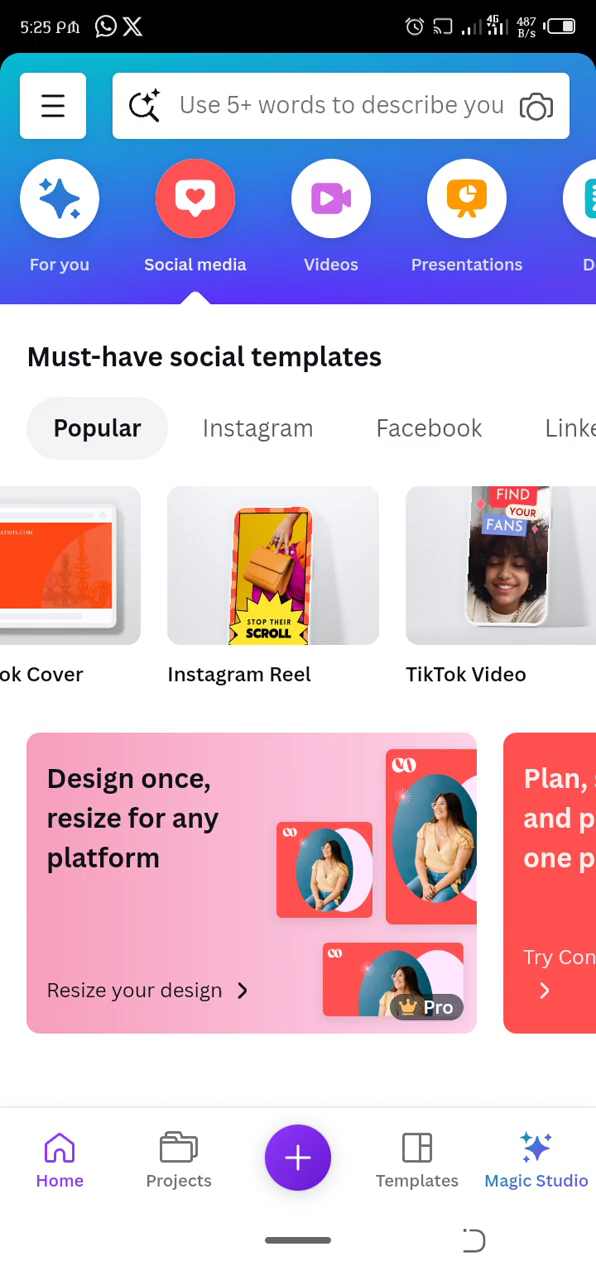 5:25 PM
4G
487
B/s
Use 5+ words to describe you
For you
Social media
Videos
Presentations
D
Must-have social templates
Popular
Instagram
Facebook
Linke
FIND
YOUR
FANS
STOP THEIR
SCROLL
ok Cover
Instagram Reel
TikTok Video
Design once,
resize for any
platform
Resize your design
Pro
Plan, s
and p
one p
Try Con
Home
Projects
Templates
Magic Studio